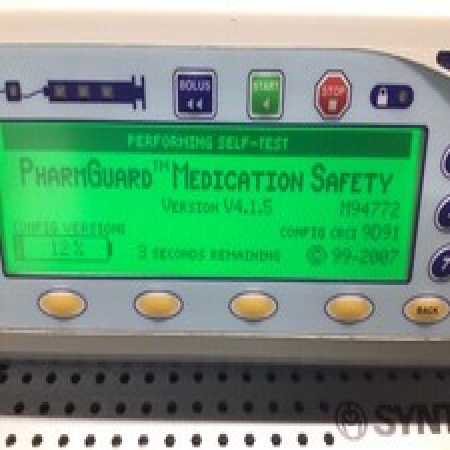 BOLUS
START
STOP
PERFORMING SELF-TEST
PHARMGUARD™ MEDICATION SAFETY
VERSION V4.1.5 M94772
CONFIG VERSION: CONFIG CRC: 9D91
12% 3 SECONDS REMAINING © 99-2007
BACK
SYNT